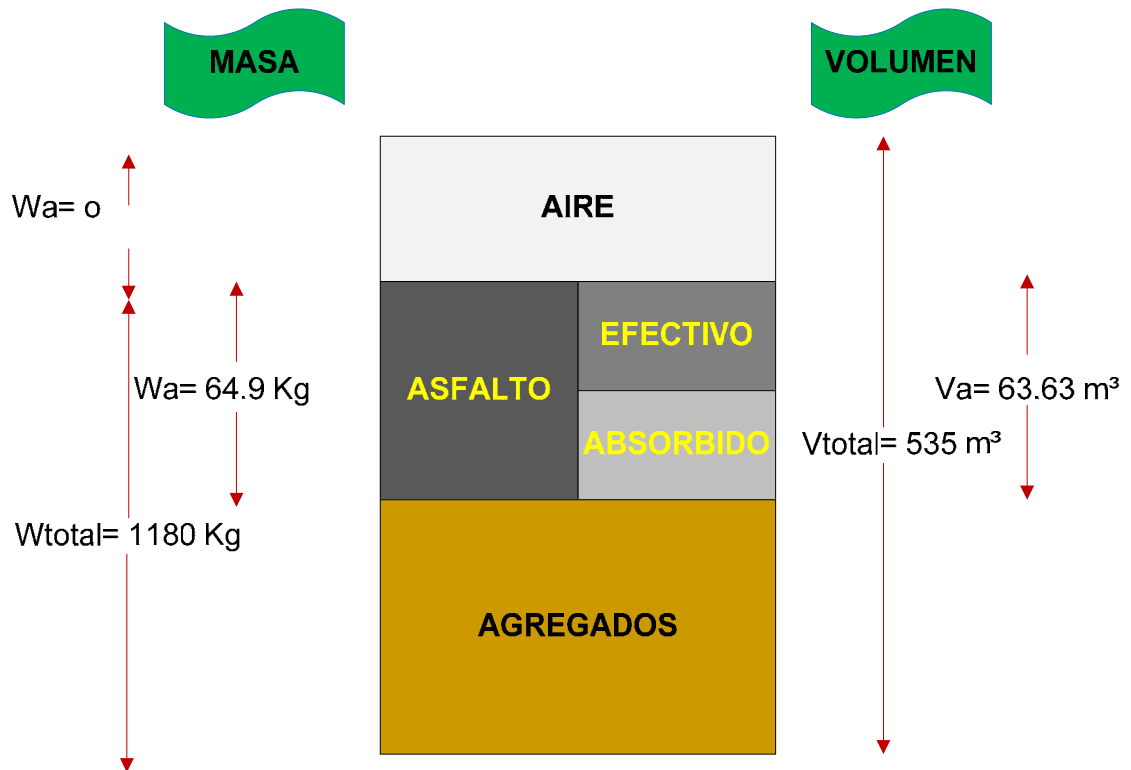 MASA
VOLUMEN
Wa= o
AIRE
EFECTIVO
Wa= 64.9 Kg
ASFALTO
Va= 63.63 m³
ABSORBIDO
Vtotal= 535 m³
Wtotal= 1180 Kg
AGREGADOS